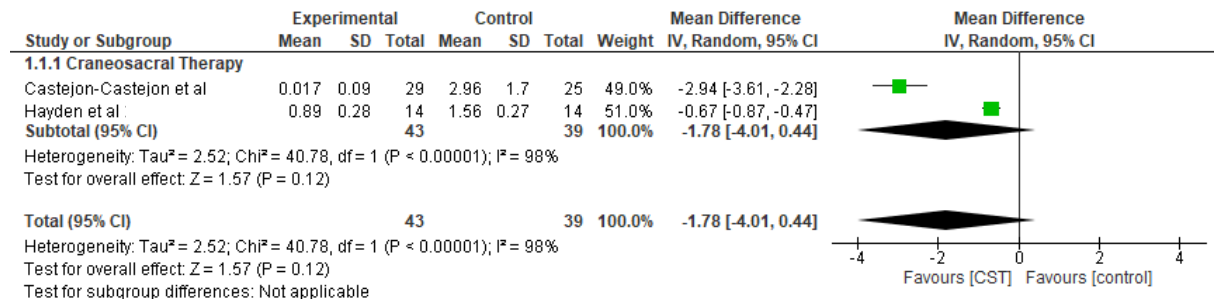 Experimental Control Mean Difference Mean Difference
Study or Subgroup Mean SD Total Mean SD Total Weight IV, Random, 95% CI IV, Random, 95% CI
1.1.1 Craneosacral Therapy
Castejon-Castejon et al 0.017 0.09 29 2.96 1.7 25 49.0% -2.94 [-3.61, -2.28]
Hayden et al 0.89 0.28 14 1.56 0.27 14 51.0% -0.67 [-0.87, -0.47]
Subtotal (95% CI) 43 39 100.0% -1.78 [-4.01, 0.44]
Heterogeneity: Tau² = 2.52; Chi² = 40.78, df = 1 (P < 0.00001); I² = 98%
Test for overall effect: Z = 1.57 (P = 0.12)
Total (95% CI) 43 39 100.0% -1.78 [-4.01, 0.44]
Heterogeneity: Tau² = 2.52; Chi² = 40.78, df = 1 (P < 0.00001); I² = 98%
Test for overall effect: Z = 1.57 (P = 0.12)
Test for subgroup differences: Not applicable
-4 -2 0 2 4
Favours [CST] Favours [control]